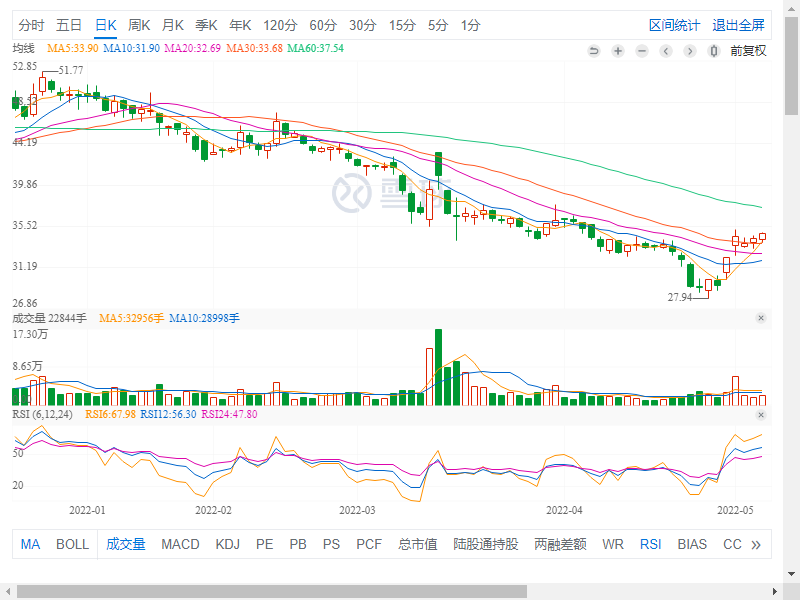 分时 五日 日K 周K 月K 季K 年K 120分 60分 30分 15分 5分 1分 区间统计 退出全屏
均线 MA5:33.90 MA10:31.90 MA20:32.69 MA30:33.68 MA60:37.54 前复权
52.85
51.77
44.19
39.86
35.52
31.19
27.94
26.86
成交量 22844手 MA5:32956手 MA10:28998手
17.30万
8.65万
RSI (6,12,24) RSI6:67.98 RSI12:56.30 RSI24:47.80
50
20
2022-01 2022-02 2022-03 2022-04 2022-05
MA BOLL 成交量 MACD KDJ PE PB PS PCF 总市值 陆股通持股 两融差额 WR RSI BIAS CC »